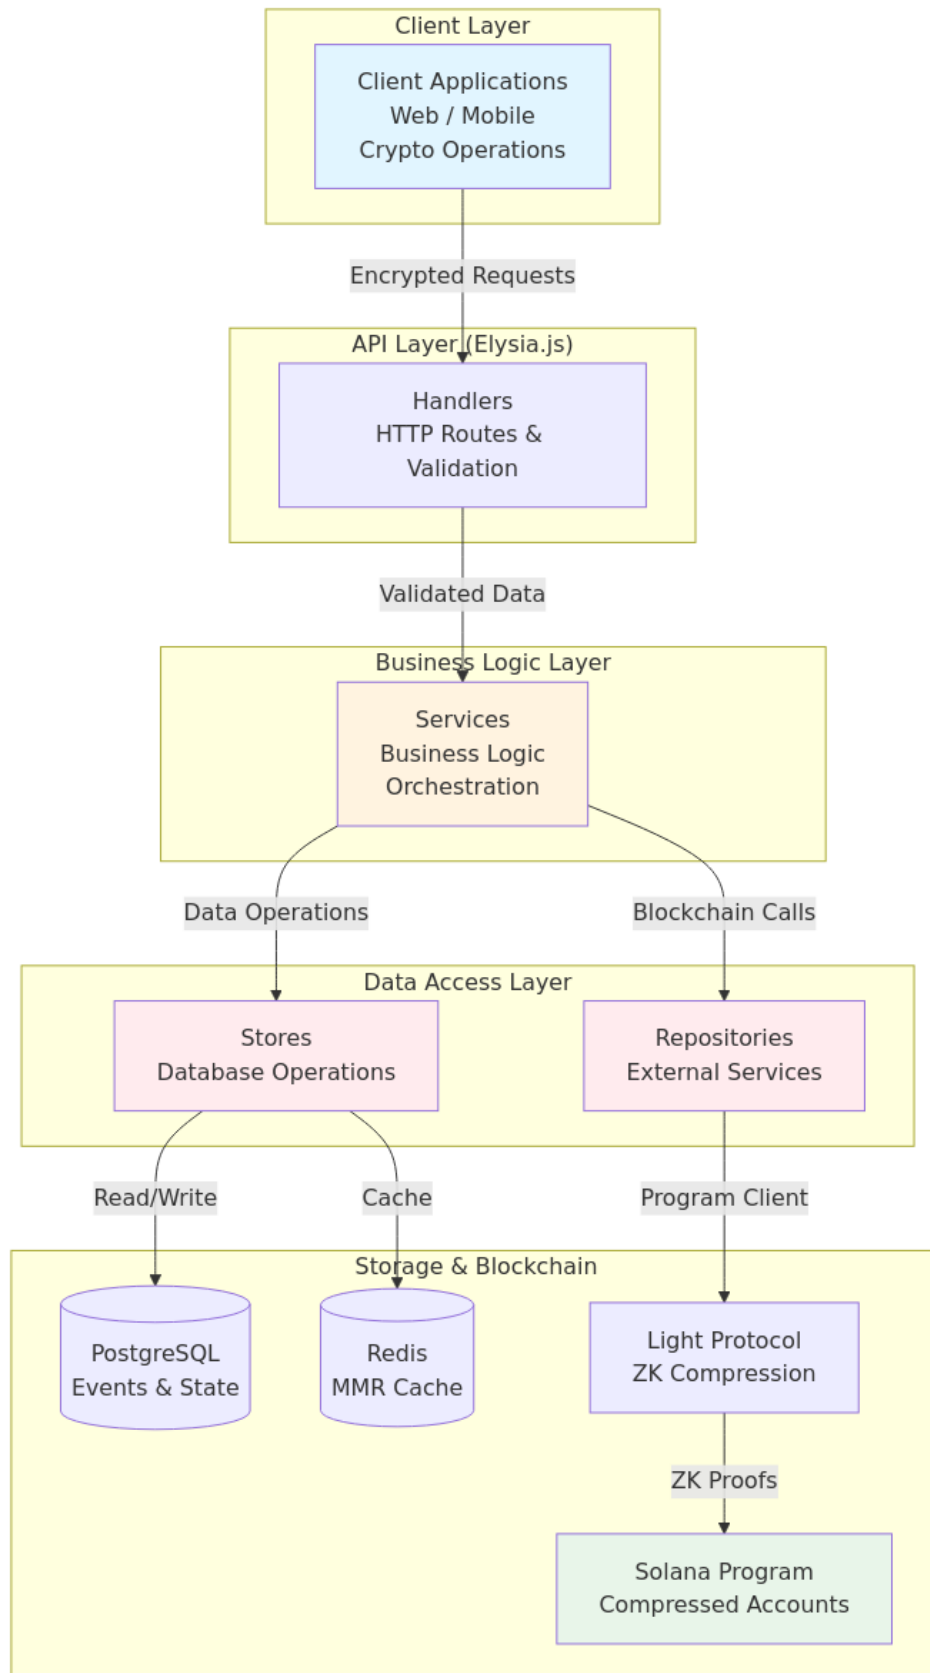 Client Layer
Client Applications
Web / Mobile
Crypto Operations
Encrypted Requests
API Layer (Elysia.js)
Handlers
HTTP Routes &
Validation
Validated Data
Business Logic Layer
Services
Business Logic
Orchestration
Data Operations
Blockchain Calls
Data Access Layer
Stores
Database Operations
Repositories
External Services
Read/Write
Cache
Program Client
Storage & Blockchain
PostgreSQL
Events & State
Redis
MMR Cache
Light Protocol
ZK Compression
ZK Proofs
Solana Program
Compressed Accounts